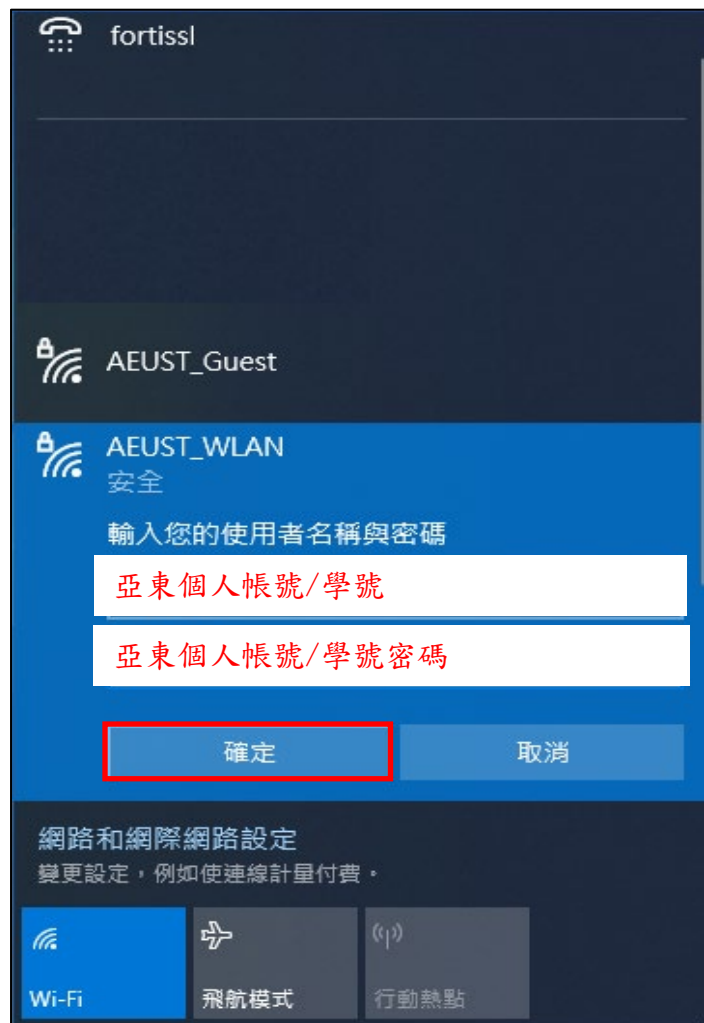 fortissl
AEUST_Guest
AEUST_WLAN
安全
輸入您的使用者名稱與密碼
亞東個人帳號/學號
亞東個人帳號/學號密碼
確定
取消
網路和網際網路設定
變更設定，例如使連線計量付費。
Wi-Fi
飛航模式
行動熱點